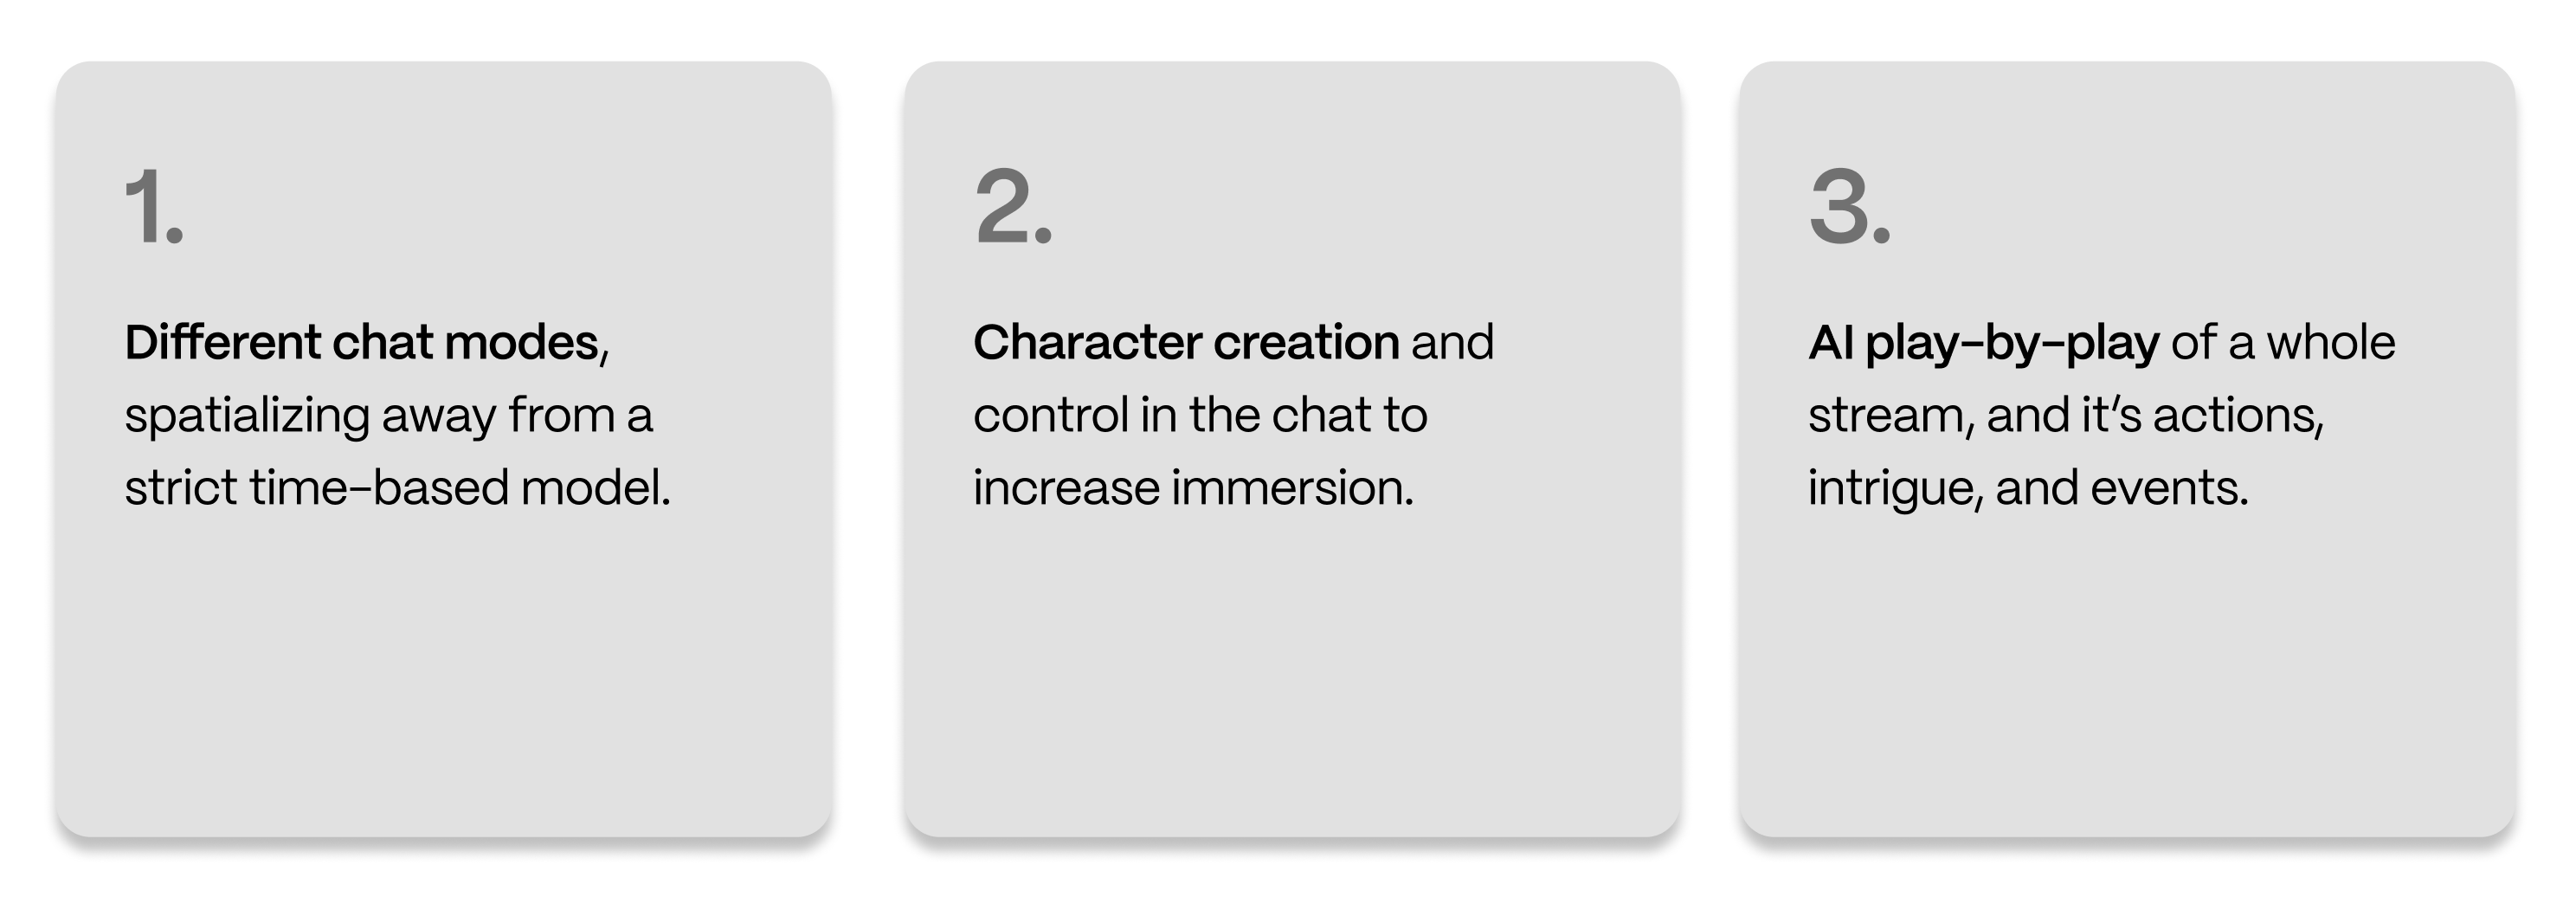 1.
Different chat modes,
spatializing away from a
strict time-based model.
2.
Character creation and
control in the chat to
increase immersion.
3.
AI play-by-play of a whole
stream, and it’s actions,
intrigue, and events.